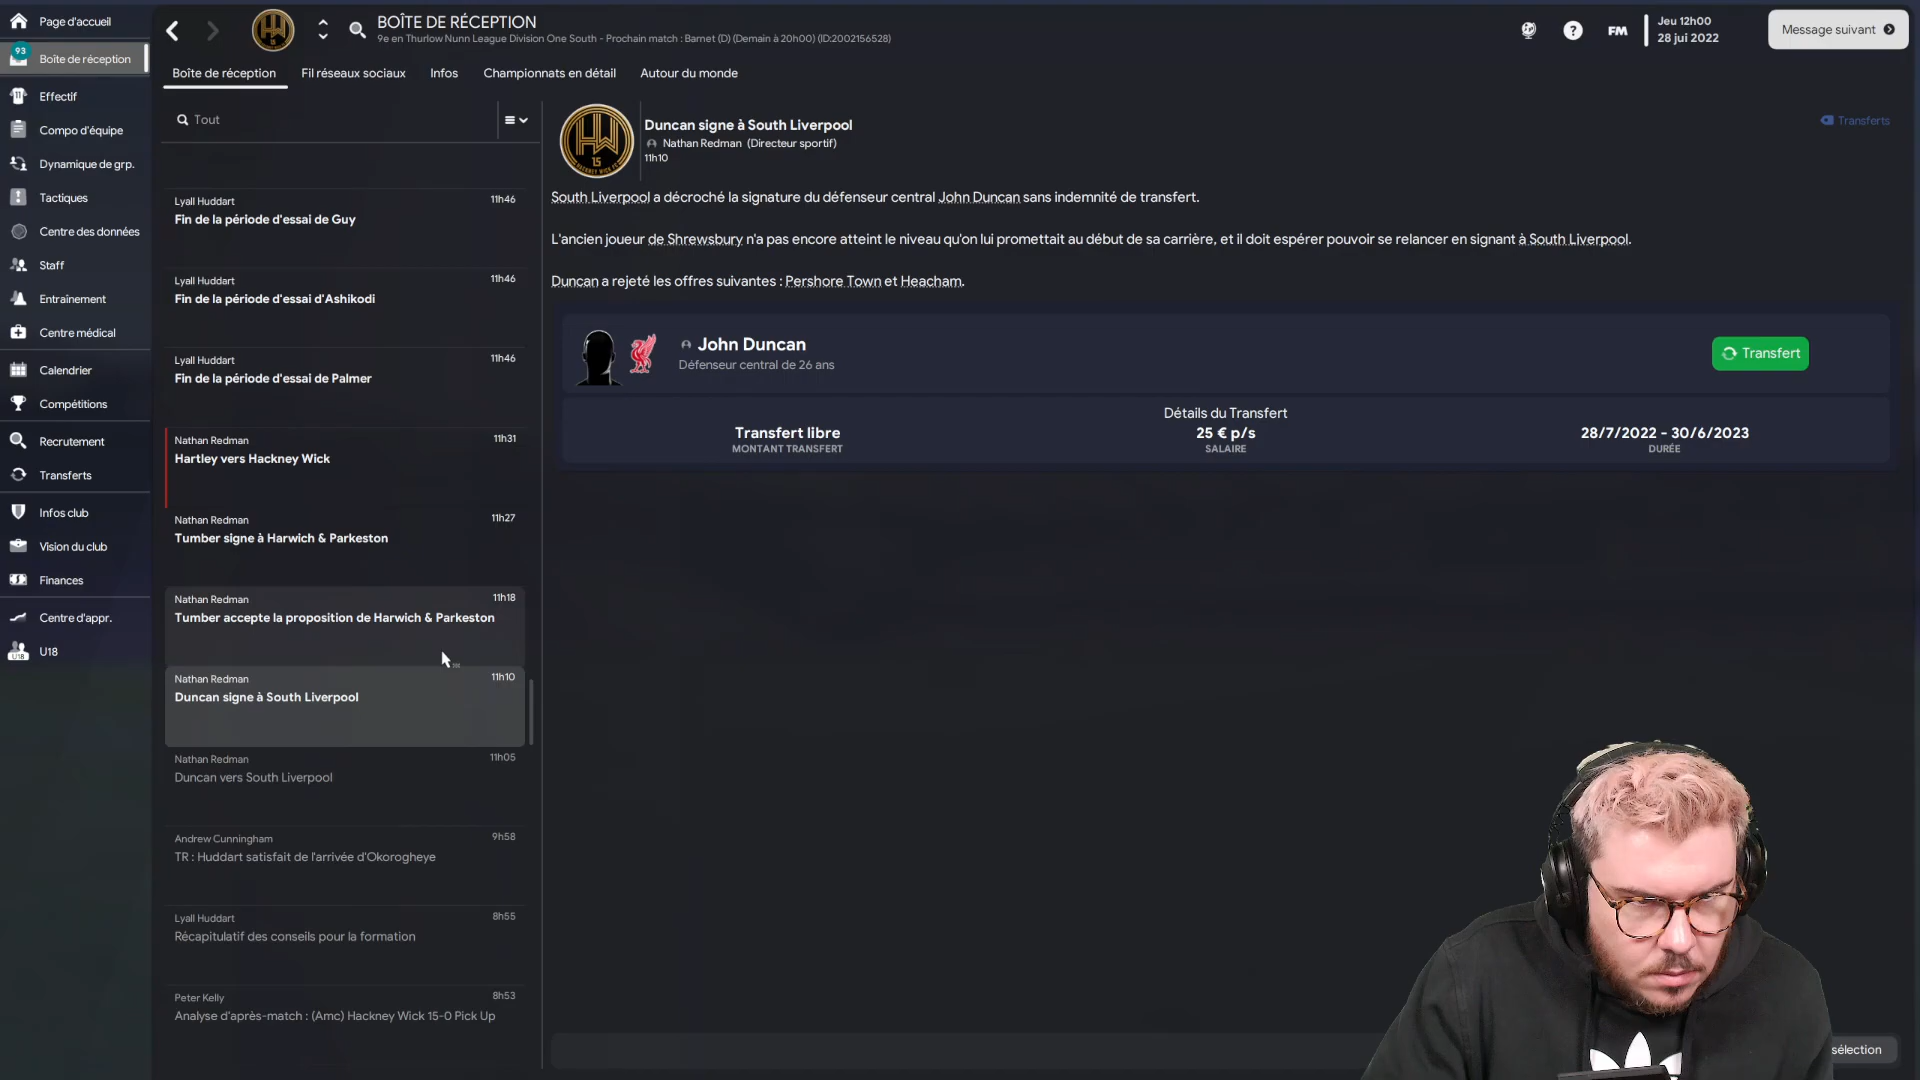 Page d'accueil
93
Boîte de réception
Effectif
Compo d'équipe
Dynamique de grp.
Tactiques
Centre des données
Staff
Entraînement
Centre médical
Calendrier
Compétitions
Recrutement
Transferts
Infos club
Vision du club
Finances
Centre d'appr.
U18
U18
BOÎTE DE RÉCEPTION
9e en Thurlow Nunn League Division One South - Prochain match : Barnet (D) (Demain à 20h00) (ID:2002156528)
FM
Jeu 12h00
28 jui 2022
Message suivant
Boîte de réception
Fil réseaux sociaux
Infos
Championnats en détail
Autour du monde
Tout
Lyall Huddart 11h46
Fin de la période d'essai de Guy
Lyall Huddart 11h46
Fin de la période d'essai d'Ashikodi
Lyall Huddart 11h46
Fin de la période d'essai de Palmer
Nathan Redman 11h31
Hartley vers Hackney Wick
Nathan Redman 11h27
Tumber signe à Harwich & Parkeston
Nathan Redman 11h18
Tumber accepte la proposition de Harwich & Parkeston
Nathan Redman 11h10
Duncan signe à South Liverpool
Nathan Redman 11h05
Duncan vers South Liverpool
Andrew Cunningham 9h58
TR : Huddart satisfait de l'arrivée d'Okorogheye
Lyall Huddart 8h55
Récapitulatif des conseils pour la formation
Peter Kelly 8h53
Analyse d'après-match : (Amc) Hackney Wick 15-0 Pick Up
HW
15
Duncan signe à South Liverpool
Nathan Redman (Directeur sportif)
11h10
Transferts
South Liverpool a décroché la signature du défenseur central John Duncan sans indemnité de transfert.
L'ancien joueur de Shrewsbury n'a pas encore atteint le niveau qu'on lui promettait au début de sa carrière, et il doit espérer pouvoir se relancer en signant à South Liverpool.
Duncan a rejeté les offres suivantes : Pershore Town et Heacham.
John Duncan
Défenseur central de 26 ans
Transfert
Détails du Transfert
Transfert libre 25 € p/s 28/7/2022 - 30/6/2023
MONTANT TRANSFERT SALAIRE DURÉE
sélection